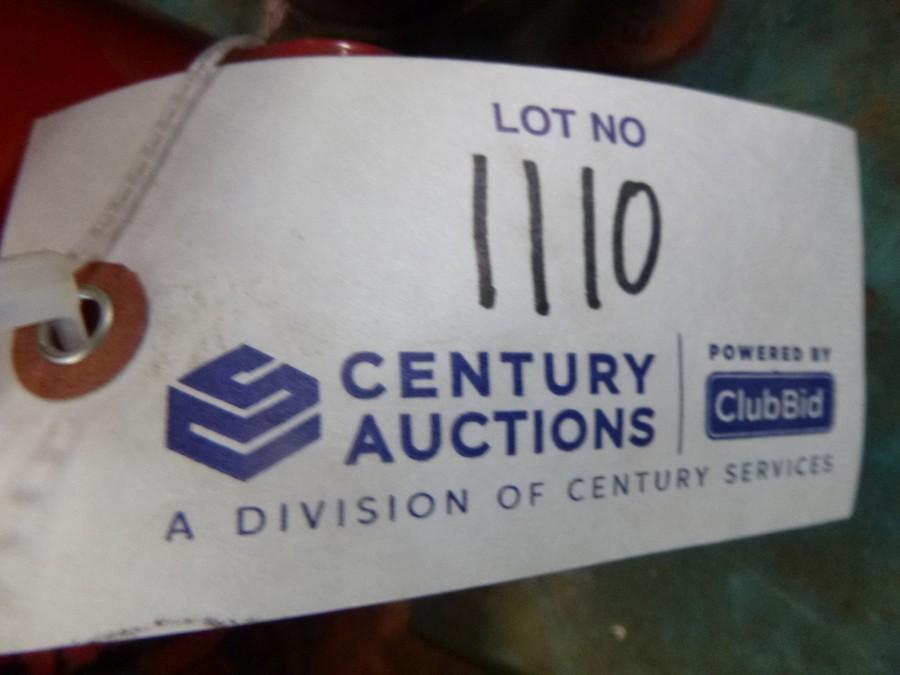 LOT NO
1110
CENTURY
AUCTIONS
POWERED BY
ClubBid
A DIVISION OF CENTURY SERVICES